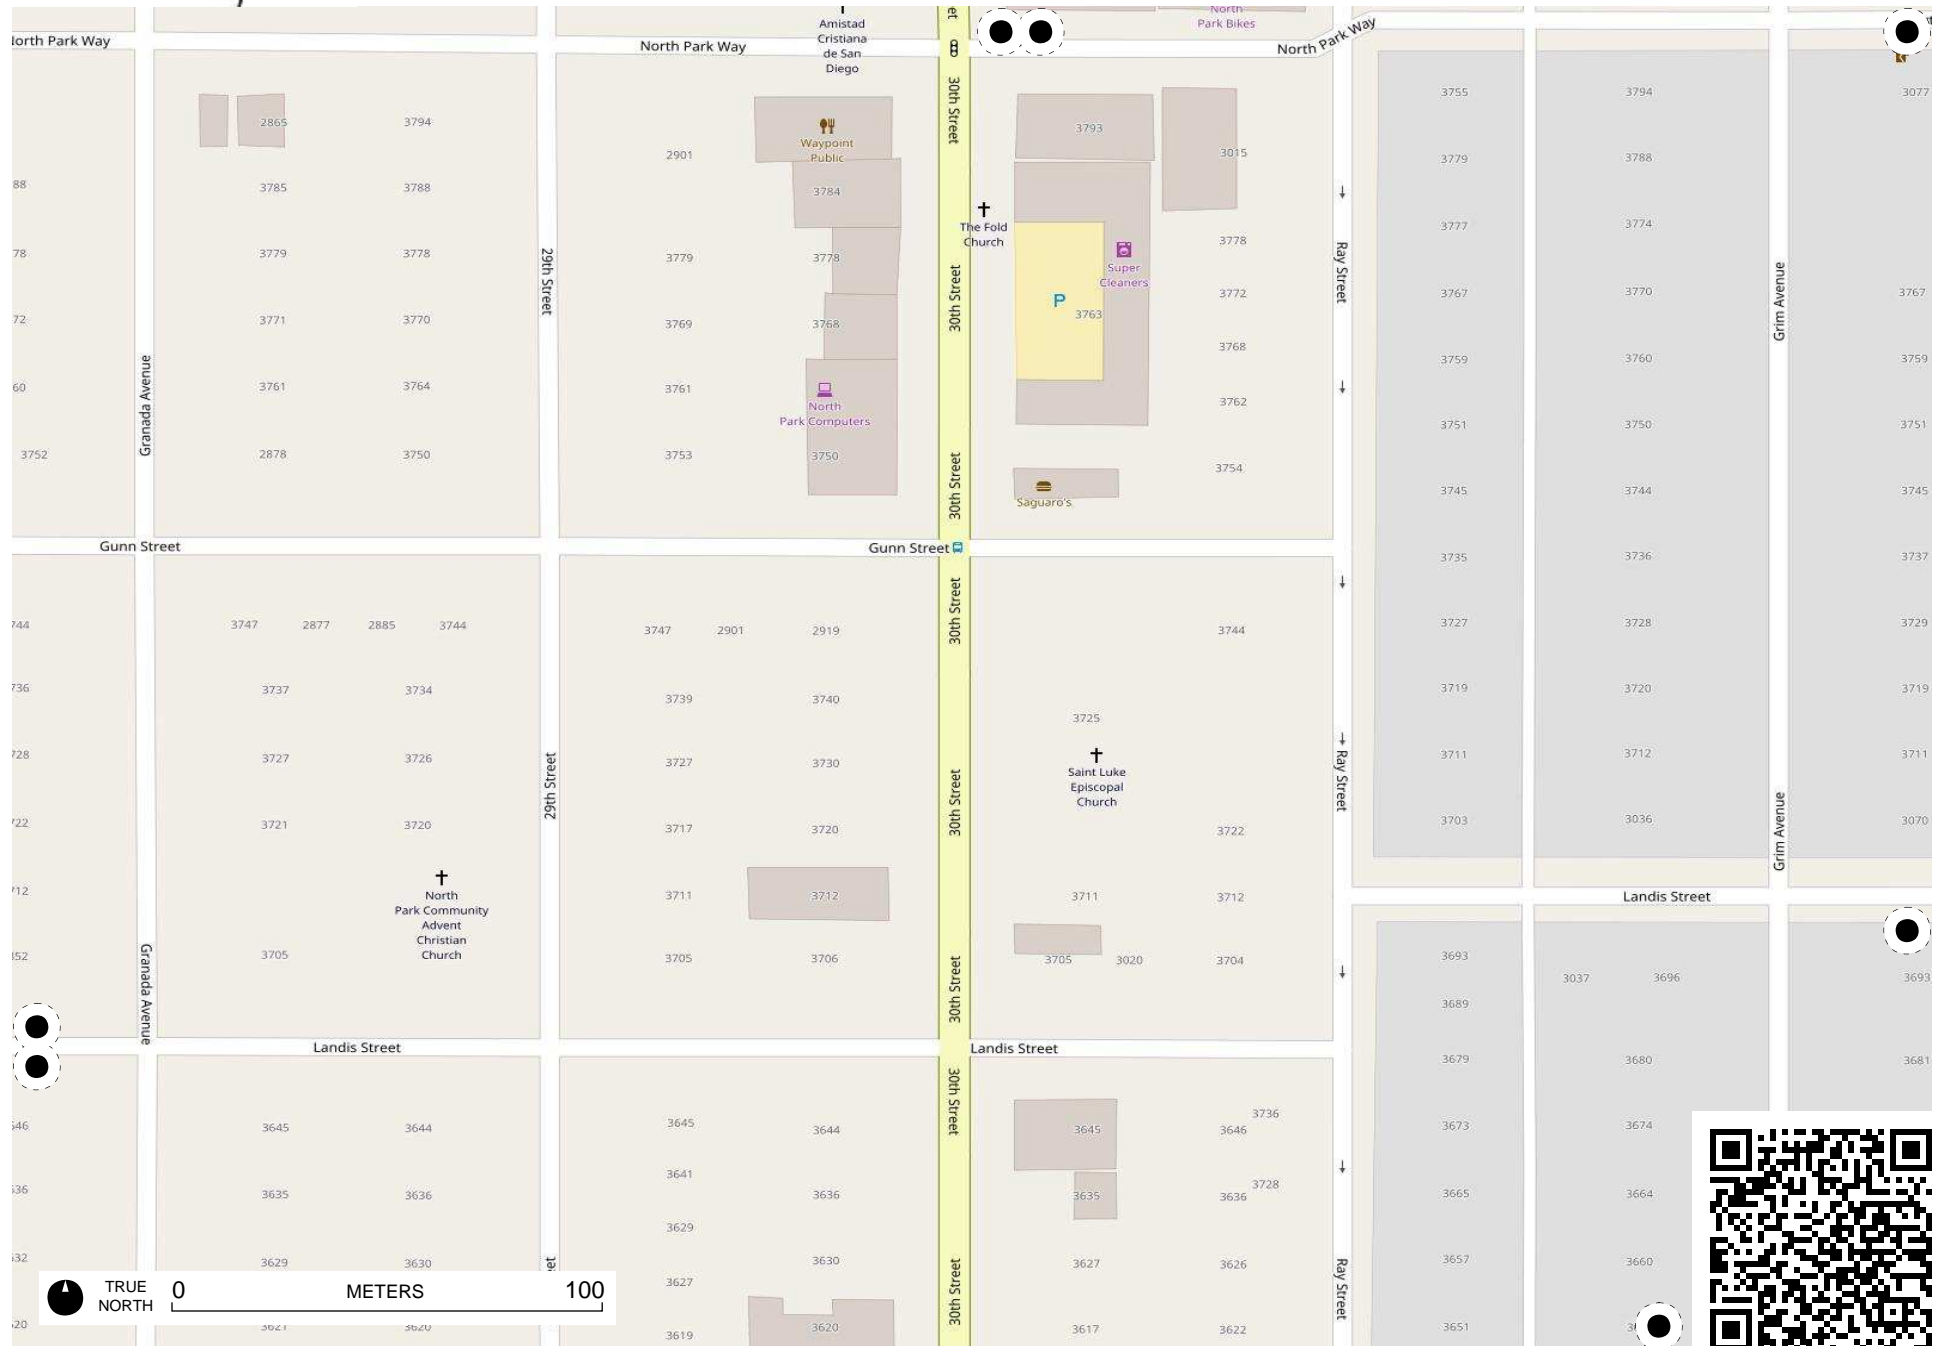 North Park Way
North Park Way
North Park Way
Amistad
Cristiana
de San
Diego
North
Park Bikes
30th Street
2865
3794
2901
Waypoint
Public
3793
3015
3755
3794
3077
3785
3788
3784
3779
3788
The Fold
Church
3777
3774
3779
3778
29th Street
3779
3778
30th Street
Super
Cleaners
3778
Ray Street
Grim Avenue
3771
3770
3769
3768
P
3763
3772
3767
3770
3767
3768
3759
3760
3759
Granada Avenue
3761
3764
3761
North
Park Computers
3762
3751
3750
3751
3752
2878
3750
3753
3750
30th Street
3754
Saguaro's
3745
3744
3745
Gunn Street
Gunn Street
3735
3736
3737
30th Street
3747
2877
2885
3744
3747
2901
2919
3744
3727
3728
3729
3737
3734
3739
3740
3725
3719
3720
3719
3727
3726
29th Street
3727
3730
30th Street
Saint Luke
Episcopal
Church
Ray Street
3711
3712
3711
3721
3720
3717
3720
3722
3703
3036
3070
Grim Avenue
North
Park Community
Advent
Christian
Church
3711
3712
3711
3712
Landis Street
3705
Granada Avenue
3705
3706
30th Street
3705
3020
3704
3693
3037
3696
3693
3689
Landis Street
Landis Street
3679
3680
3681
30th Street
3645
3644
3645
3644
3645
3736
3646
3673
3674
3641
3635
3636
3636
3635
3728
3636
3665
3664
3629
3629
3630
3630
30th Street
3627
3626
Ray Street
3657
3660
3627
TRUE
NORTH
0
METERS
100
3621
3620
3619
3620
3617
3622
3651